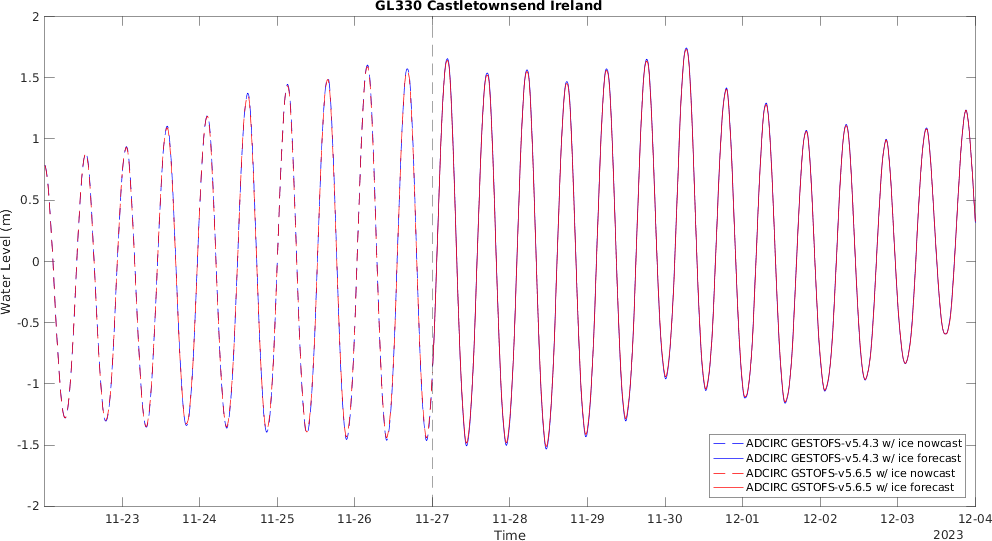 GL330 Castletownsend Ireland
2
1.5
1
0.5
0
-0.5
-1
-1.5
-2
Water Level (m)
ADCIRC GESTOFS-v5.4.3 w/ ice nowcast
ADCIRC GESTOFS-v5.4.3 w/ ice forecast
ADCIRC GSTOFS-v5.6.5 w/ ice nowcast
ADCIRC GSTOFS-v5.6.5 w/ ice forecast
11-23 11-24 11-25 11-26 11-27 11-28 11-29 11-30 12-01 12-02 12-03 12-04
Time
2023